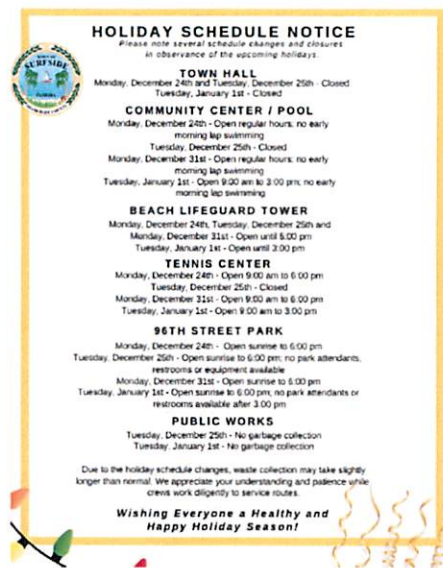 HOLIDAY SCHEDULE NOTICE
Please note several schedule changes and closures
in observance of the upcoming holidays.
SURFSIDE
TOWN HALL
Monday, December 24th and Tuesday, December 25th - Closed
Tuesday, January 1st - Closed
COMMUNITY CENTER / POOL
Monday, December 24th - Open regular hours; no early
morning lap swimming
Tuesday, December 25th - Closed
Monday, December 31st - Open regular hours; no early
morning lap swimming
Tuesday, January 1st - Open 9:00 am to 3:00 pm; no early
morning lap swimming
BEACH LIFEGUARD TOWER
Monday, December 24th, Tuesday, December 25th and
Monday, December 31st - Open until 5:00 pm
Tuesday, January 1st - Open until 3:00 pm
TENNIS CENTER
Monday, December 24th - Open 9:00 am to 6:00 pm
Tuesday, December 25th - Closed
Monday, December 31st - Open 9:00 am to 6:00 pm
Tuesday, January 1st - Open 9:00 am to 3:00 pm
96TH STREET PARK
Monday, December 24th - Open sunrise to 6:00 pm
Tuesday, December 25th - Open sunrise to 6:00 pm; no park attendants,
restrooms or equipment available
Monday, December 31st - Open sunrise to 6:00 pm
Tuesday, January 1st - Open sunrise to 6:00 pm; no park attendants or
restrooms available after 3:00 pm
PUBLIC WORKS
Tuesday, December 25th - No garbage collection
Tuesday, January 1st - No garbage collection
Due to the holiday schedule changes, waste collection may take slightly
longer than normal. We appreciate your understanding and patience while
crews work diligently to service routes.
Wishing Everyone a Healthy and
Happy Holiday Season!